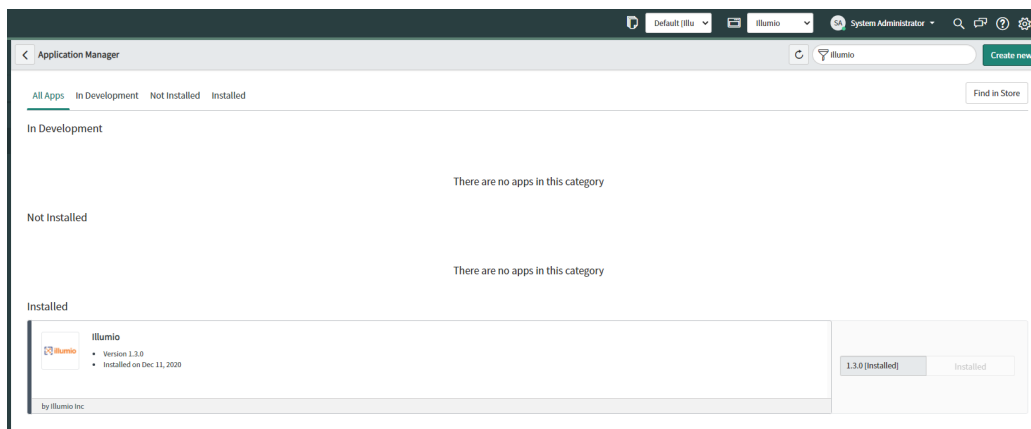 Default [Illu Illumio SA System Administrator
Application Manager illumio Create new
All Apps In Development Not Installed Installed Find in Store
In Development
There are no apps in this category
Not Installed
There are no apps in this category
Installed
Illumio
illumio
Version 1.3.0
Installed on Dec 11, 2020
1.3.0 [Installed] Installed
by Illumio Inc